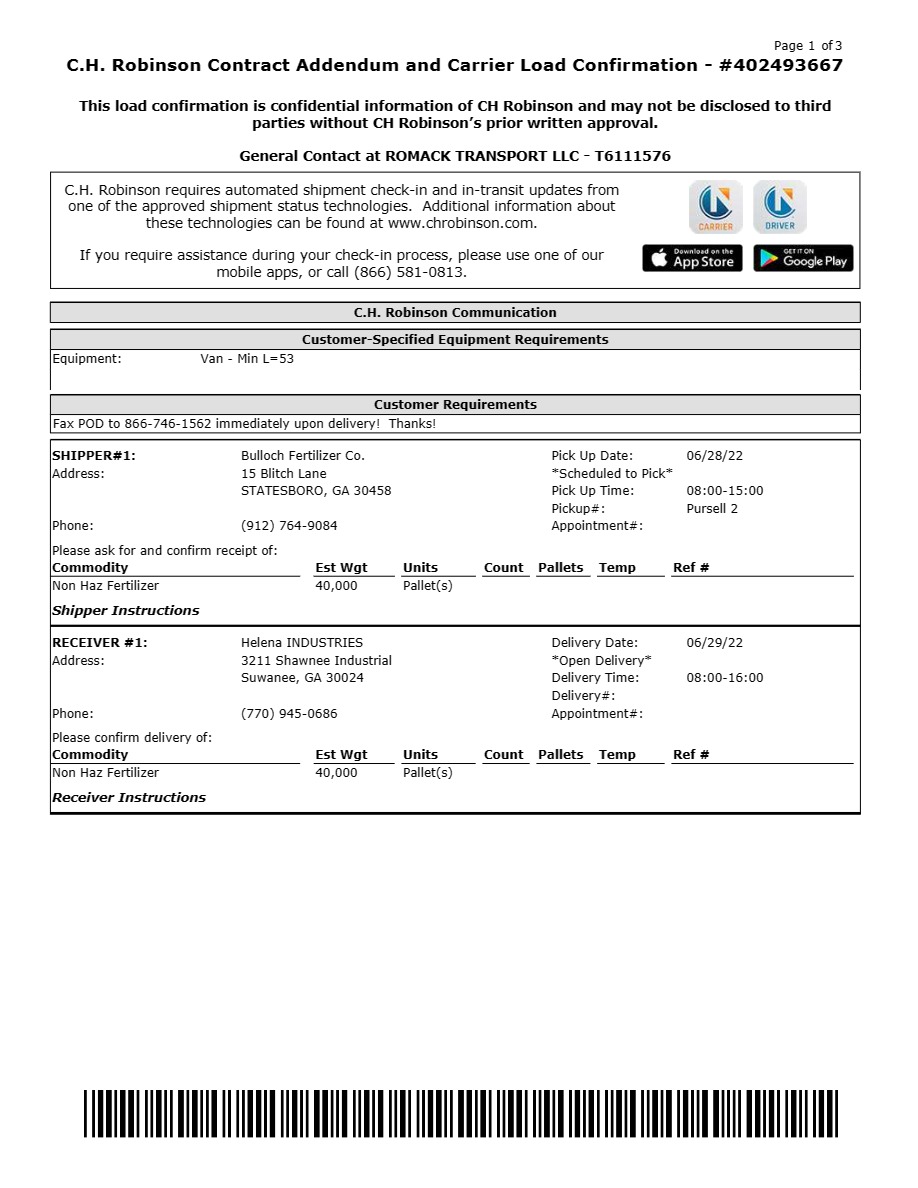 Page 1 of 3
C.H. Robinson Contract Addendum and Carrier Load Confirmation - #402493667
This load confirmation is confidential information of CH Robinson and may not be disclosed to third
parties without CH Robinson's prior written approval.
General Contact at ROMACK TRANSPORT LLC - T6111576
C.H. Robinson requires automated shipment check-in and in-transit updates from
one of the approved shipment status technologies.  Additional information about
these technologies can be found at www.chrobinson.com.
If you require assistance during your check-in process, please use one of our
mobile apps, or call (866) 581-0813.
CARRIER DRIVER
Download on the App Store GET IT ON Google Play
C.H. Robinson Communication
Customer-Specified Equipment Requirements
Equipment: Van - Min L=53
Customer Requirements
Fax POD to 866-746-1562 immediately upon delivery!  Thanks!
SHIPPER#1: Bulloch Fertilizer Co. Pick Up Date: 06/28/22
Address: 15 Blitch Lane *Scheduled to Pick*
STATESBORO, GA 30458 Pick Up Time: 08:00-15:00
Pickup#: Pursell 2
Phone: (912) 764-9084 Appointment#:
Please ask for and confirm receipt of:
Commodity Est Wgt Units Count Pallets Temp Ref #
Non Haz Fertilizer 40,000 Pallet(s)
Shipper Instructions
RECEIVER #1: Helena INDUSTRIES Delivery Date: 06/29/22
Address: 3211 Shawnee Industrial *Open Delivery*
Suwanee, GA 30024 Delivery Time: 08:00-16:00
Delivery#:
Phone: (770) 945-0686 Appointment#:
Please confirm delivery of:
Commodity Est Wgt Units Count Pallets Temp Ref #
Non Haz Fertilizer 40,000 Pallet(s)
Receiver Instructions